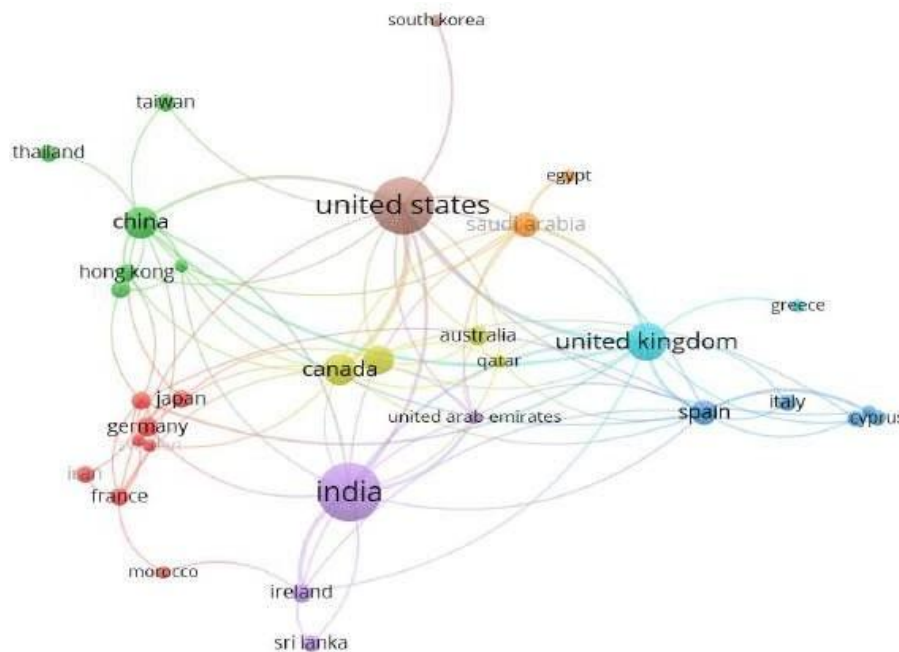 south korea
taiwan
thailand
egypt
united states
china
saudi arabia
hong kong
greece
australia
united kingdom
qatar
canada
japan
italy
spain
united arab emirates
cyprus
germany
iran
france
india
morocco
ireland
sri lanka